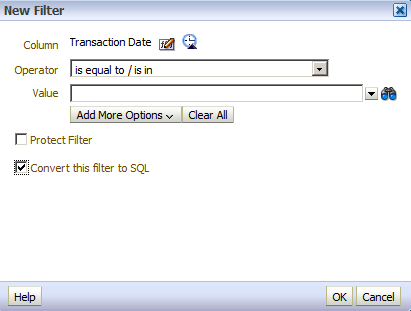 New Filter
Column Transaction Date
Operator is equal to / is in
Value
Add More Options Clear All
Protect Filter
Convert this filter to SQL
Help OK Cancel